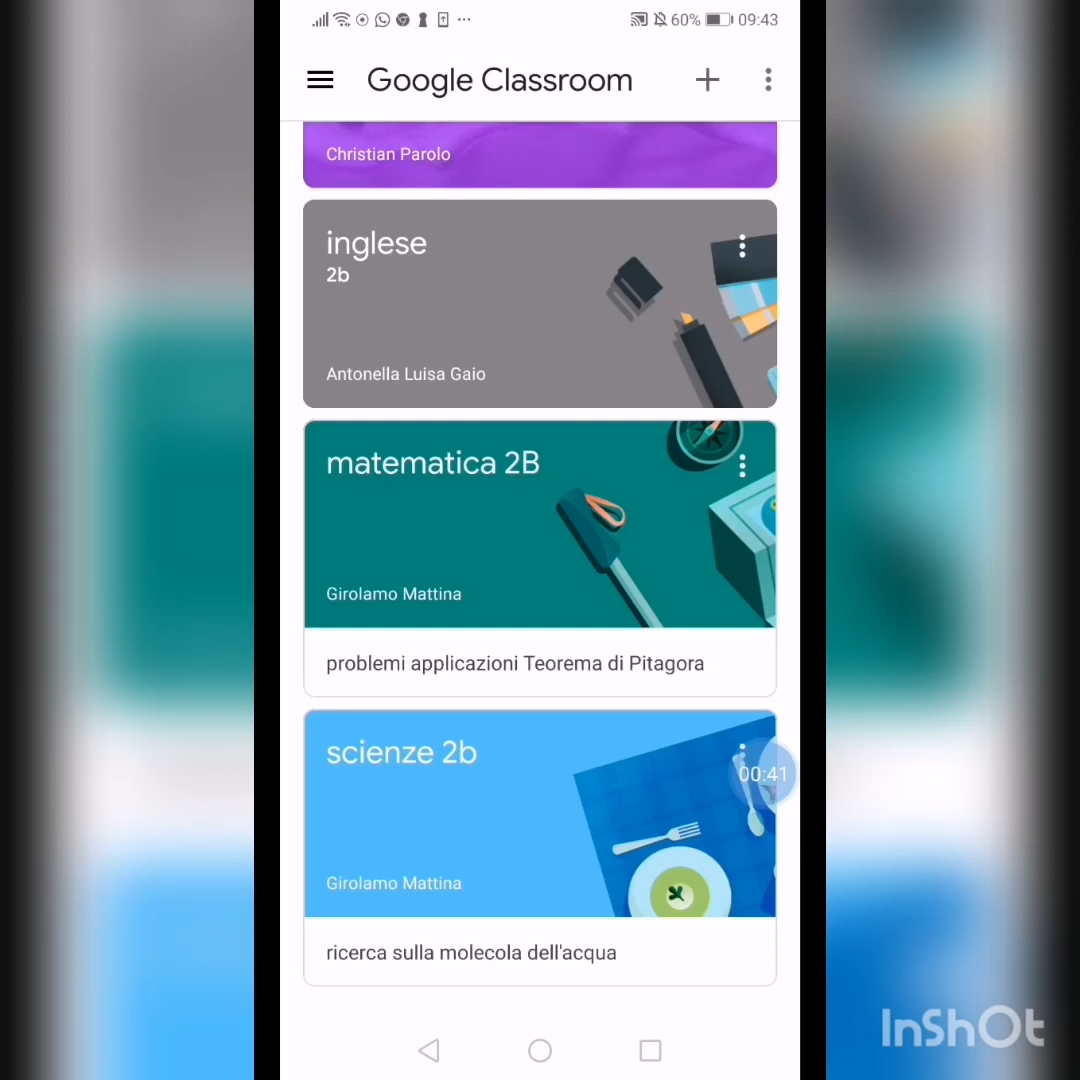 60% 09:43
Google Classroom
Christian Parolo
inglese
2b
Antonella Luisa Gaio
matematica 2B
Girolamo Mattina
problemi applicazioni Teorema di Pitagora
scienze 2b
00:41
Girolamo Mattina
ricerca sulla molecola dell'acqua
InShOt